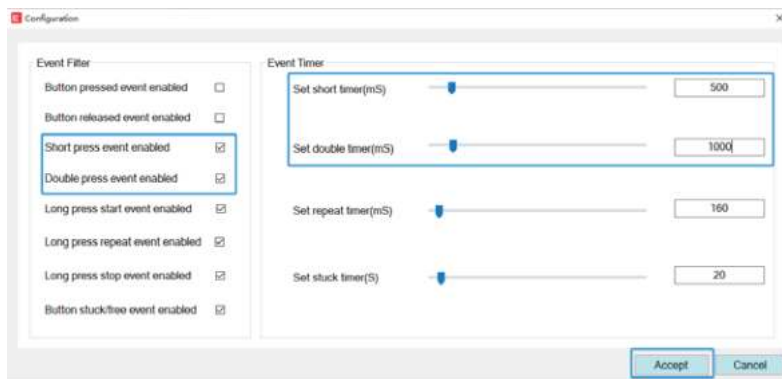 Configuration
Event Filter
Button pressed event enabled
Button released event enabled
Short press event enabled
Double press event enabled
Long press start event enabled
Long press repeat event enabled
Long press stop event enabled
Button stuck/free event enabled
Event Timer
Set short timer(mS) 500
Set double timer(mS) 1000
Set repeat timer(mS) 160
Set stuck timer(S) 20
Accept Cancel